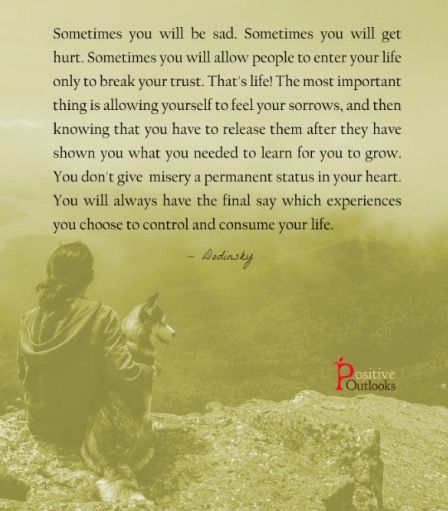 Sometimes you will be sad. Sometimes you will get
hurt. Sometimes you will allow people to enter your life
only to break your trust. That's life! The most important
thing is allowing yourself to feel your sorrows, and then
knowing that you have to release them after they have
shown you what you needed to learn for you to grow.
You don't give misery a permanent status in your heart.
You will always have the final say which experiences
you choose to control and consume your life.
– Dodinsky
Positive
Outlooks